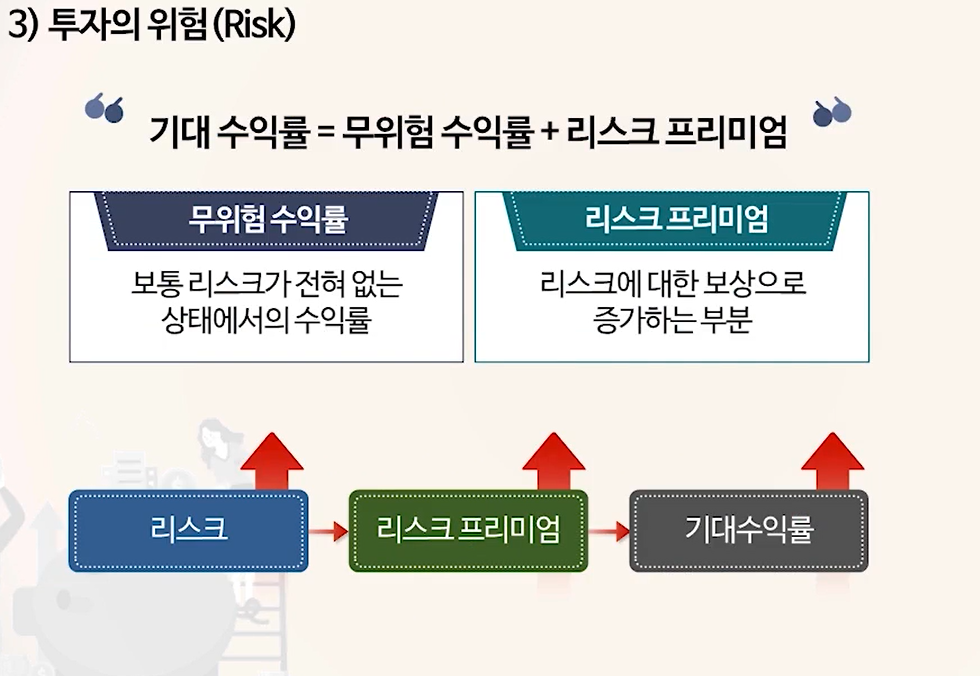 3) 투자의 위험(Risk)
기대 수익률 = 무위험 수익률 + 리스크 프리미엄
무위험 수익률
보통 리스크가 전혀 없는
상태에서의 수익률
리스크 프리미엄
리스크에 대한 보상으로
증가하는 부분
리스크
리스크 프리미엄
기대수익률